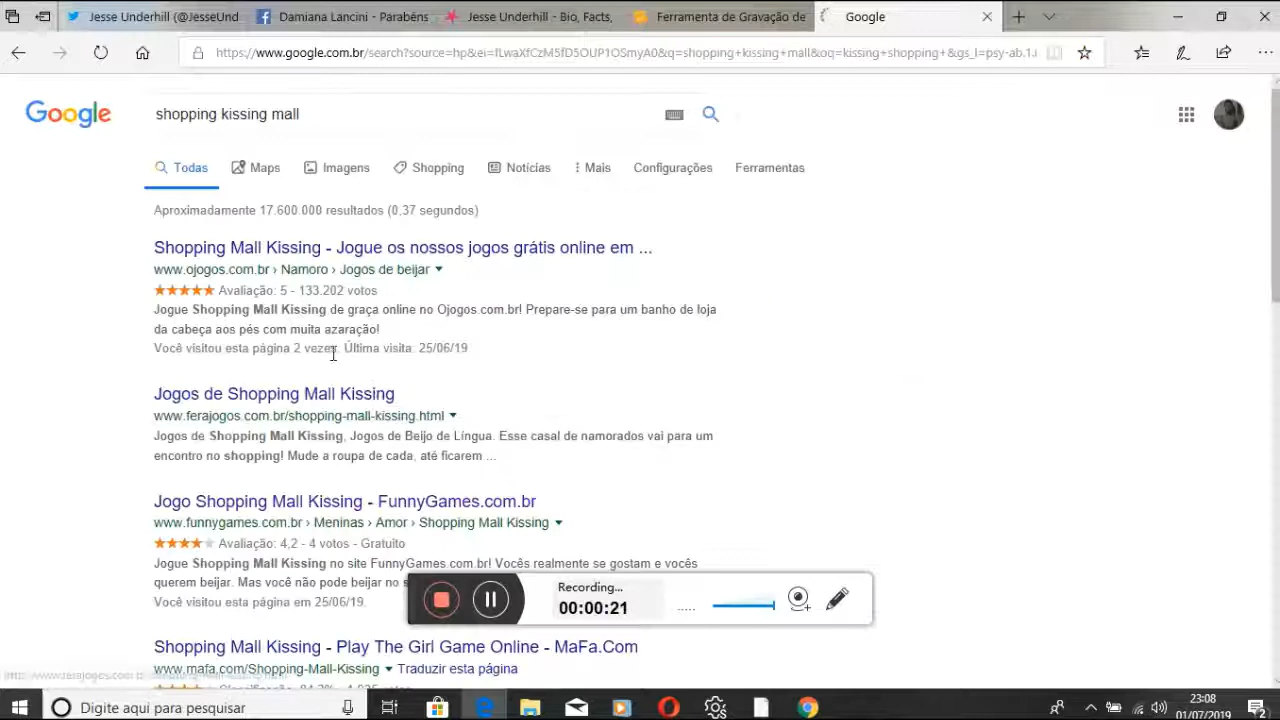 Jesse Underhill (@JesseUnd
Damiana Lancini - Parabéns
Jesse Underhill - Bio, Facts,
Ferramenta de Gravação de
Google
https://www.google.com.br/search?source=hp&ei=fLwaXfCzM5fD5OUP1OSmyA0&q=shopping+kissing+mall&oq=kissing+shopping+&gs_l=psy-ab.1.
Google
shopping kissing mall
Todas Maps Imagens Shopping Notícias Mais Configurações Ferramentas
Aproximadamente 17.600.000 resultados (0,37 segundos)
Shopping Mall Kissing - Jogue os nossos jogos grátis online em ...
www.ojogos.com.br › Namoro › Jogos de beijar
Avaliação: 5 - 133.202 votos
Jogue Shopping Mall Kissing de graça online no Ojogos.com.br! Prepare-se para um banho de loja
da cabeça aos pés com muita azaração!
Você visitou esta página 2 vezes. Última visita: 25/06/19
Jogos de Shopping Mall Kissing
www.ferajogos.com.br/shopping-mall-kissing.html
Jogos de Shopping Mall Kissing, Jogos de Beijo de Língua. Esse casal de namorados vai para um
encontro no shopping! Mude a roupa de cada, até ficarem ...
Jogo Shopping Mall Kissing - FunnyGames.com.br
www.funnygames.com.br › Meninas › Amor › Shopping Mall Kissing
Avaliação: 4,2 - 4 votos - Gratuito
Jogue Shopping Mall Kissing no site FunnyGames.com.br! Vocês realmente se gostam e vocês
querem beijar. Mas você não pode beijar no
Você visitou esta página em 25/06/19.
Recording...
00:00:21
Shopping Mall Kissing - Play The Girl Game Online - MaFa.Com
www.mafa.com/Shopping-Mall-Kissing Traduzir esta página
Digite aqui para pesquisar
23:08
01/07/2019